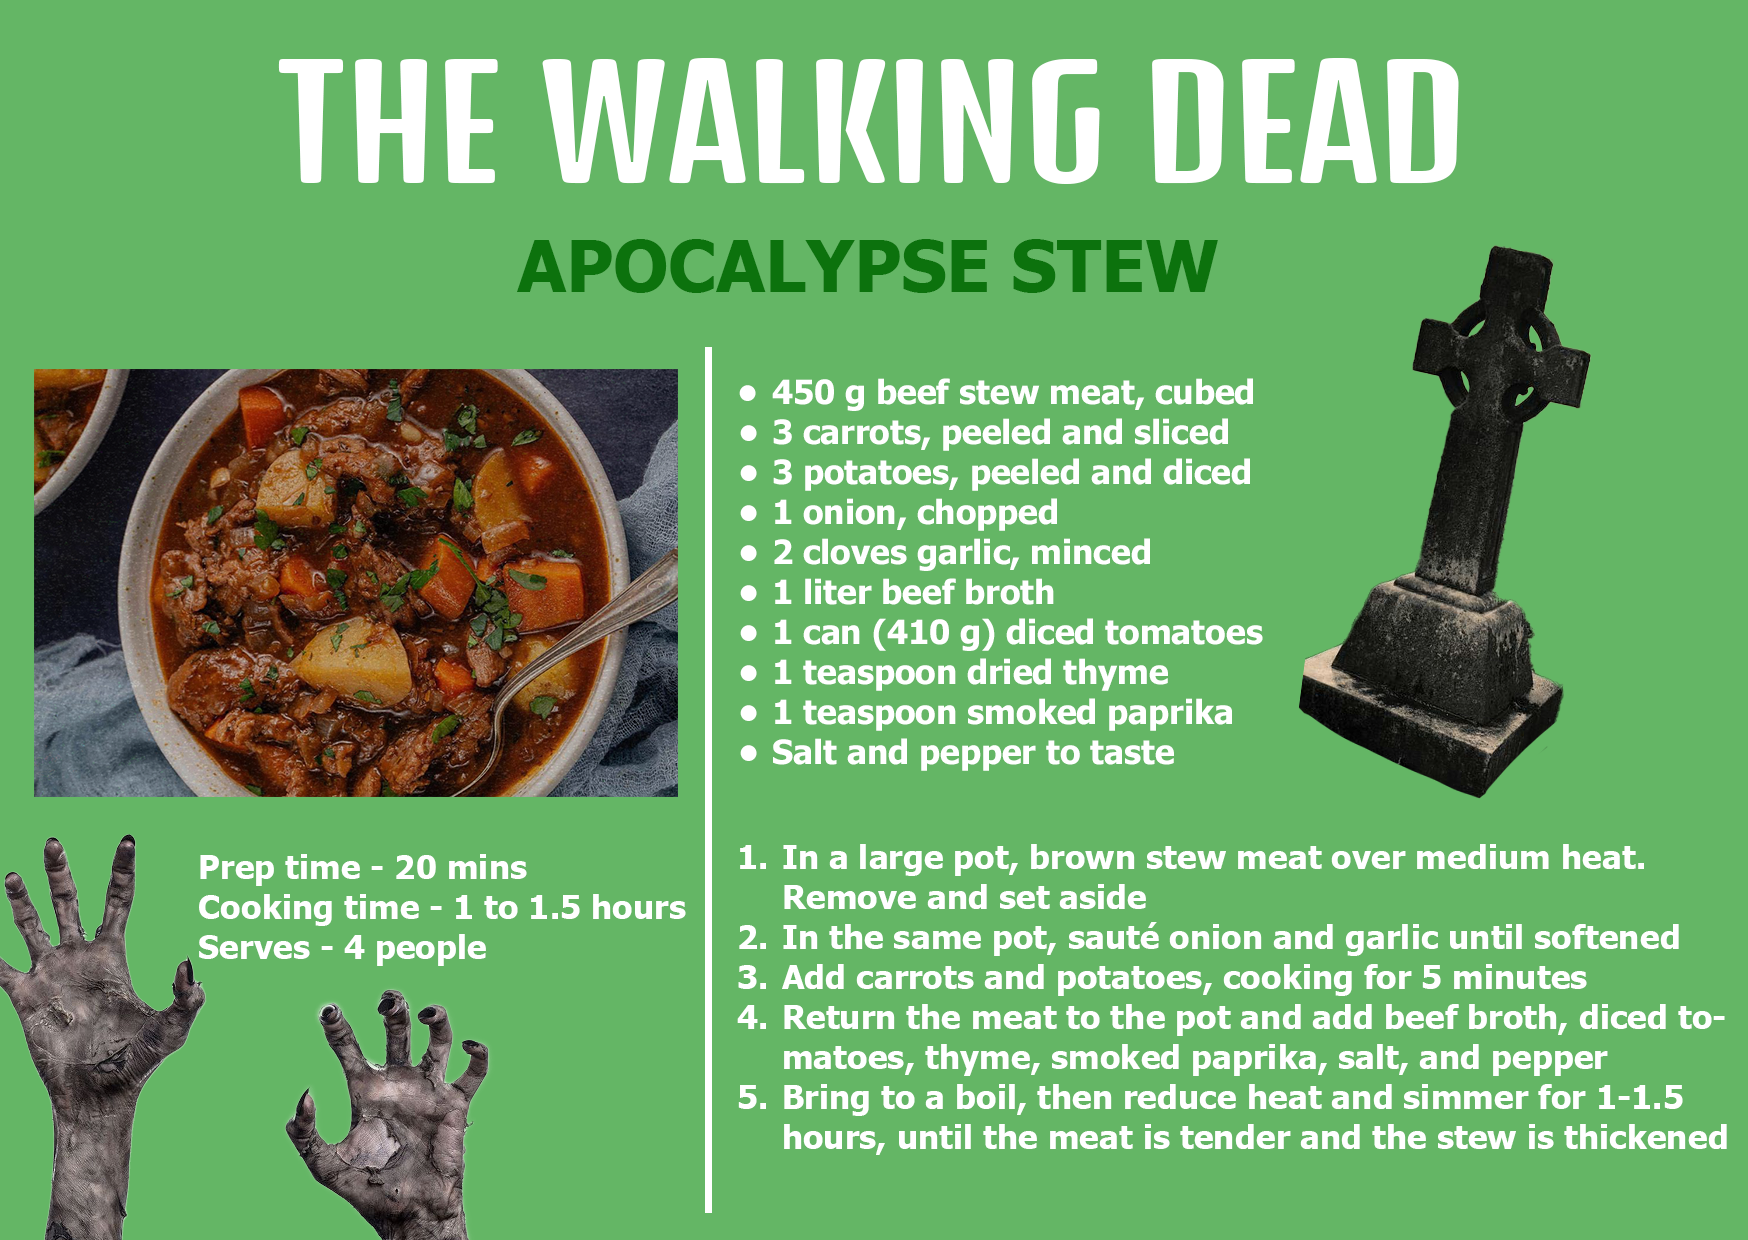 THE WALKING DEAD
APOCALYPSE STEW
• 450 g beef stew meat, cubed
• 3 carrots, peeled and sliced
• 3 potatoes, peeled and diced
• 1 onion, chopped
• 2 cloves garlic, minced
• 1 liter beef broth
• 1 can (410 g) diced tomatoes
• 1 teaspoon dried thyme
• 1 teaspoon smoked paprika
• Salt and pepper to taste
Prep time - 20 mins
Cooking time - 1 to 1.5 hours
Serves - 4 people
1. In a large pot, brown stew meat over medium heat.
Remove and set aside
2. In the same pot, sauté onion and garlic until softened
3. Add carrots and potatoes, cooking for 5 minutes
4. Return the meat to the pot and add beef broth, diced to-
matoes, thyme, smoked paprika, salt, and pepper
5. Bring to a boil, then reduce heat and simmer for 1-1.5
hours, until the meat is tender and the stew is thickened